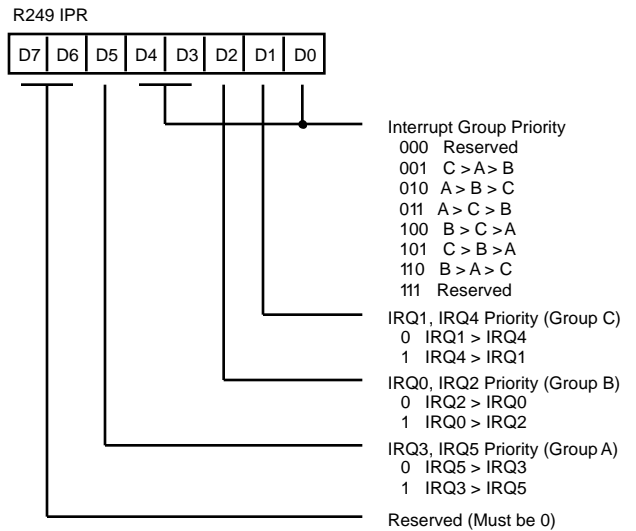 R249 IPR
D7 D6 D5 D4 D3 D2 D1 D0
Interrupt Group Priority
000 Reserved
001 C > A > B
010 A > B > C
011 A > C > B
100 B > C > A
101 C > B > A
110 B > A > C
111 Reserved
IRQ1, IRQ4 Priority (Group C)
0 IRQ1 > IRQ4
1 IRQ4 > IRQ1
IRQ0, IRQ2 Priority (Group B)
0 IRQ2 > IRQ0
1 IRQ0 > IRQ2
IRQ3, IRQ5 Priority (Group A)
0 IRQ5 > IRQ3
1 IRQ3 > IRQ5
Reserved (Must be 0)